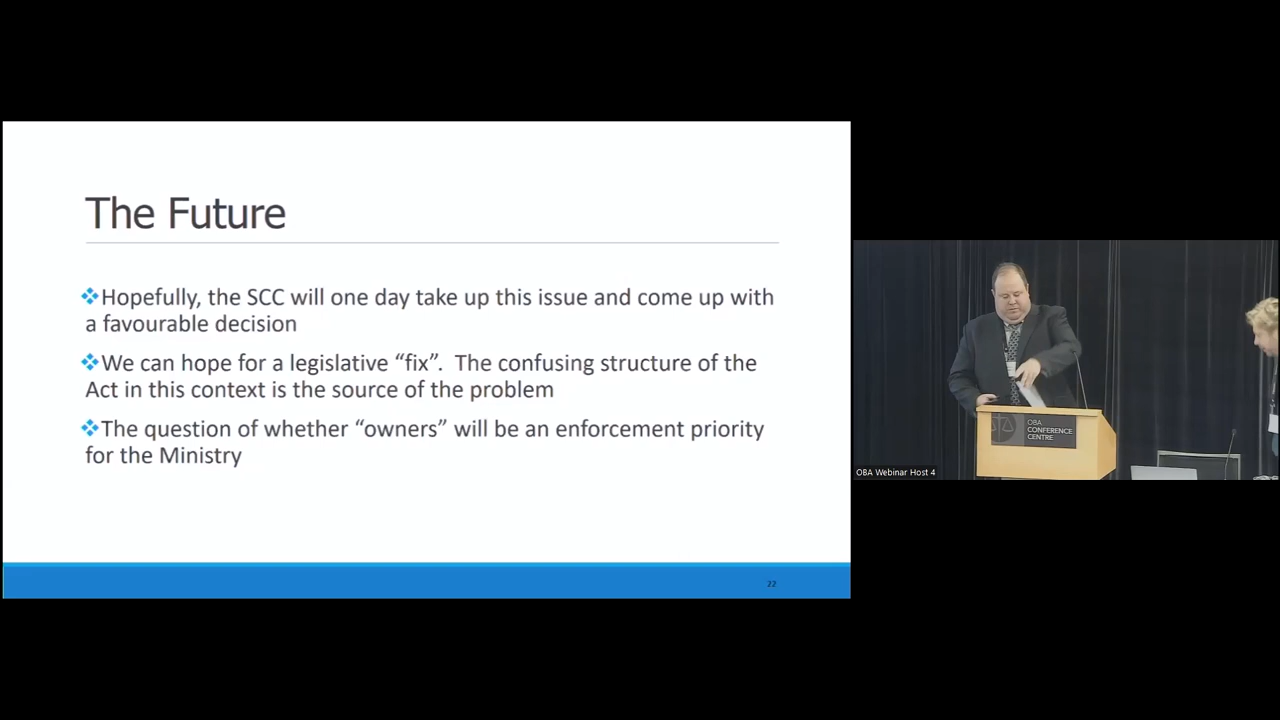 The Future
❖Hopefully, the SCC will one day take up this issue and come up with
a favourable decision
❖We can hope for a legislative “fix”.  The confusing structure of the
Act in this context is the source of the problem
❖The question of whether “owners” will be an enforcement priority
for the Ministry
22
OBA
CONFERENCE
CENTRE
OBA Webinar Host 4